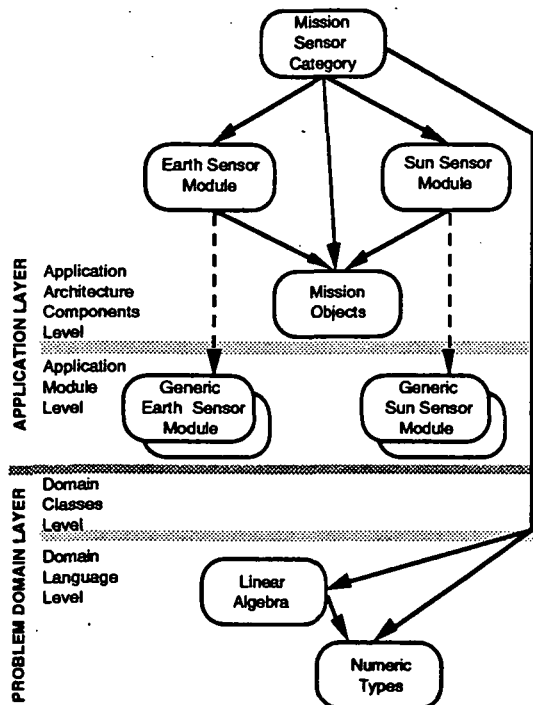 Mission
Sensor
Category
Earth Sensor
Module
Sun Sensor
Module
APPLICATION LAYER
Application
Architecture
Components
Level
Mission
Objects
Application
Module
Level
Generic
Earth Sensor
Module
Generic
Sun Sensor
Module
PROBLEM DOMAIN LAYER
Domain
Classes
Level
Domain
Language
Level
Linear
Algebra
Numeric
Types